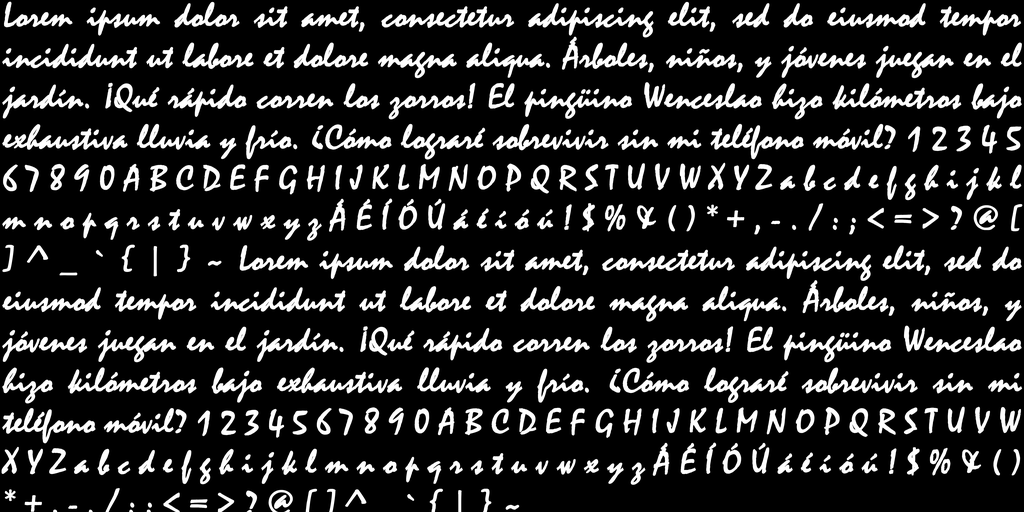 Lorem ipsum dolor sit amet, consectetur adipiscing elit, sed do eiusmod tempor
incididunt ut labore et dolore magna aliqua. Árboles, niños, y jóvenes juegan en el
jardín. ¡Qué rápido corren los zorros! El pingüino Wenceslao hizo kilómetros bajo
exhaustiva lluvia y frío. ¿Cómo lograré sobrevivir sin mi teléfono móvil? 1 2 3 4 5
6 7 8 9 0 A B C D E F G H I J K L M N O P Q R S T U V W X Y Z a b c d e f g h i j k l
m n o p q r s t u v w x y z Á É Í Ó Ú á é í ó ú ! $ % & ( ) * + , - . / : ; < = > ? @ [
] ^ _ ` { | } ~ Lorem ipsum dolor sit amet, consectetur adipiscing elit, sed do
eiusmod tempor incididunt ut labore et dolore magna aliqua. Árboles, niños, y
jóvenes juegan en el jardín. ¡Qué rápido corren los zorros! El pingüino Wenceslao
hizo kilómetros bajo exhaustiva lluvia y frío. ¿Cómo lograré sobrevivir sin mi
teléfono móvil? 1 2 3 4 5 6 7 8 9 0 A B C D E F G H I J K L M N O P Q R S T U V W
X Y Z a b c d e f g h i j k l m n o p q r s t u v w x y z Á É Í Ó Ú á é í ó ú ! $ % & ( )
* + , - . / : ; < = > ? @ [ ] ^ ` { | } ~